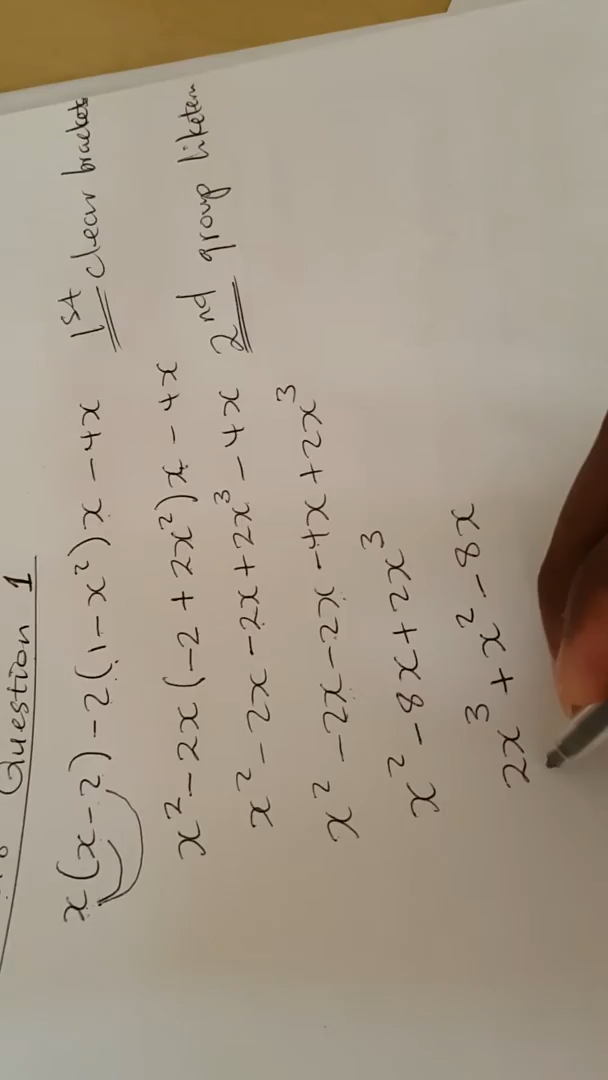 Question 1
x(x-2)-2(1-x²)x-4x 1st clear brackets
x²-2x(-2+2x²)x-4x
x²-2x-2x+2x³-4x 2nd group liketem
x²-2x-2x-4x+2x³
x²-8x+2x³
2x³+x²-8x